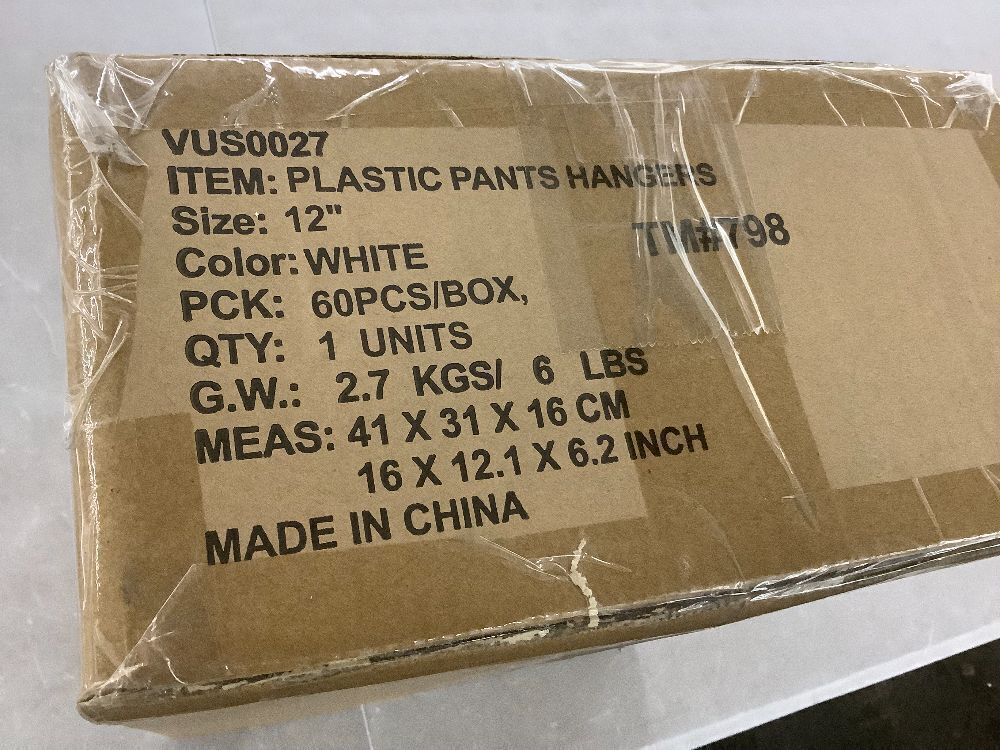 VUS0027
ITEM: PLASTIC PANTS HANGERS
Size: 12"
TM#798
Color: WHITE
PCK: 60PCS/BOX,
QTY: 1 UNITS
G.W.: 2.7 KGS/ 6 LBS
MEAS: 41 X 31 X 16 CM
16 X 12.1 X 6.2 INCH
MADE IN CHINA